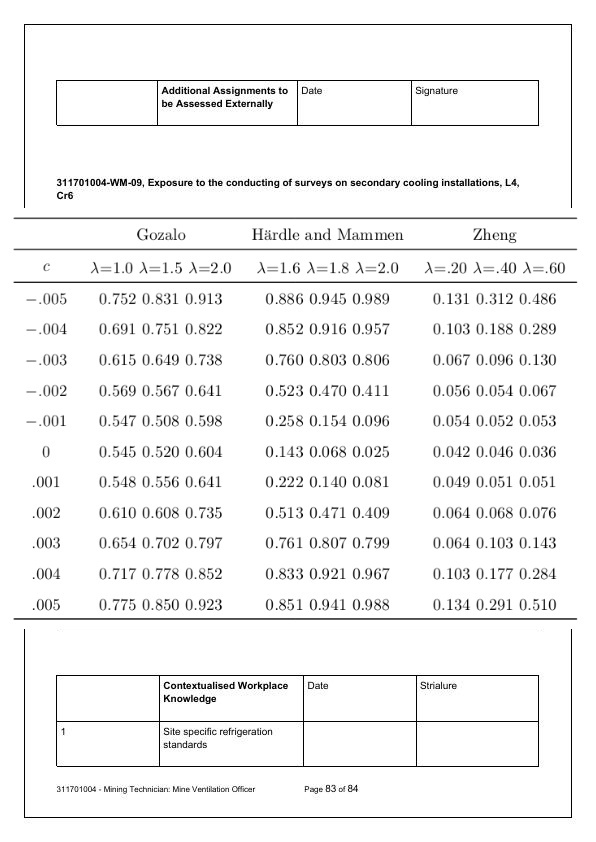 Additional Assignments to Date Signature
be Assessed Externally
311701004-WM-09, Exposure to the conducting of surveys on secondary cooling installations, L4,
Cr6
Gozalo Härdle and Mammen Zheng
c λ=1.0 λ=1.5 λ=2.0 λ=1.6 λ=1.8 λ=2.0 λ=.20 λ=.40 λ=.60
−.005 0.752 0.831 0.913 0.886 0.945 0.989 0.131 0.312 0.486
−.004 0.691 0.751 0.822 0.852 0.916 0.957 0.103 0.188 0.289
−.003 0.615 0.649 0.738 0.760 0.803 0.806 0.067 0.096 0.130
−.002 0.569 0.567 0.641 0.523 0.470 0.411 0.056 0.054 0.067
−.001 0.547 0.508 0.598 0.258 0.154 0.096 0.054 0.052 0.053
0 0.545 0.520 0.604 0.143 0.068 0.025 0.042 0.046 0.036
.001 0.548 0.556 0.641 0.222 0.140 0.081 0.049 0.051 0.051
.002 0.610 0.608 0.735 0.513 0.471 0.409 0.064 0.068 0.076
.003 0.654 0.702 0.797 0.761 0.807 0.799 0.064 0.103 0.143
.004 0.717 0.778 0.852 0.833 0.921 0.967 0.103 0.177 0.284
.005 0.775 0.850 0.923 0.851 0.941 0.988 0.134 0.291 0.510
Contextualised Workplace Date Strialure
Knowledge
1 Site specific refrigeration
standards
311701004 - Mining Technician: Mine Ventilation Officer Page 83 of 84